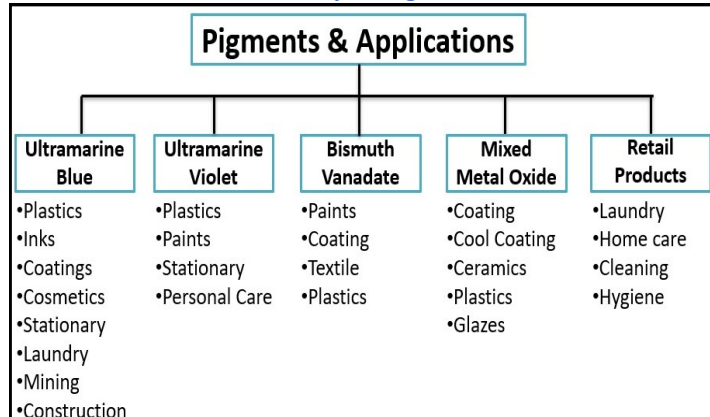 Pigments & Applications
Ultramarine
Blue
•Plastics
•Inks
•Coatings
•Cosmetics
•Stationary
•Laundry
•Mining
•Construction
Ultramarine
Violet
•Plastics
•Paints
•Stationary
•Personal Care
Bismuth
Vanadate
•Paints
•Coating
•Textile
•Plastics
Mixed
Metal Oxide
•Coating
•Cool Coating
•Ceramics
•Plastics
•Glazes
Retail
Products
•Laundry
•Home care
•Cleaning
•Hygiene